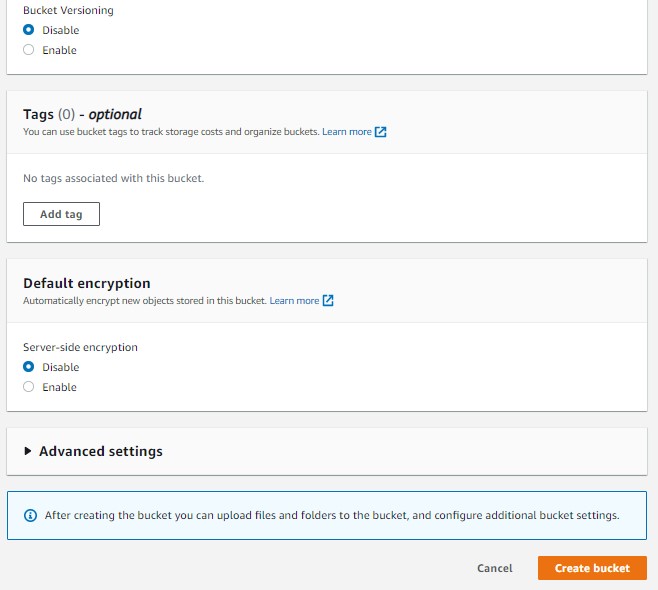 Bucket Versioning
Disable
Enable
Tags (0) - optional
You can use bucket tags to track storage costs and organize buckets. Learn more
No tags associated with this bucket.
Add tag
Default encryption
Automatically encrypt new objects stored in this bucket. Learn more
Server-side encryption
Disable
Enable
Advanced settings
After creating the bucket you can upload files and folders to the bucket, and configure additional bucket settings.
Cancel Create bucket